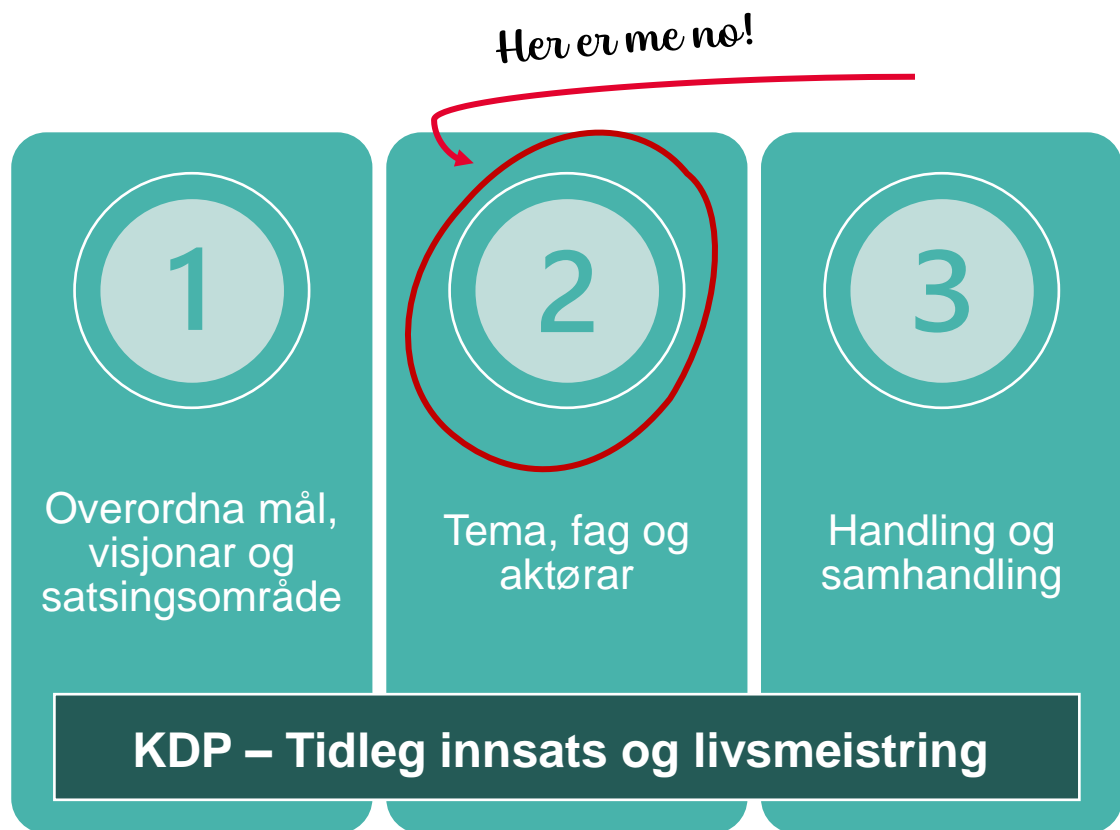 Her er me no!
1
2
3
Overordna mål,
visjonar og
satsingsområde
Tema, fag og
aktørar
Handling og
samhandling
KDP – Tidleg innsats og livsmeistring